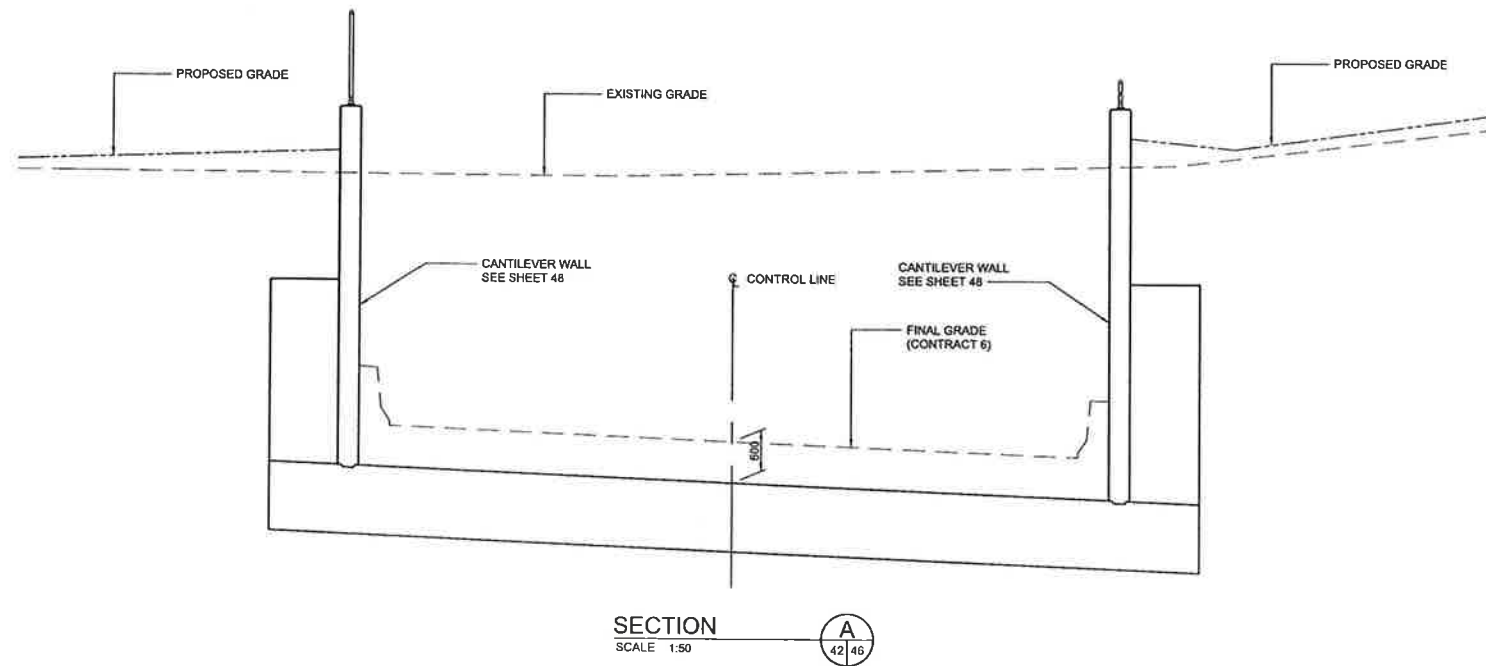 PROPOSED GRADE
EXISTING GRADE
PROPOSED GRADE
CANTILEVER WALL
SEE SHEET 48
℄ CONTROL LINE
CANTILEVER WALL
SEE SHEET 48
FINAL GRADE
(CONTRACT 6)
600
SECTION
SCALE 1:50
A
42 46